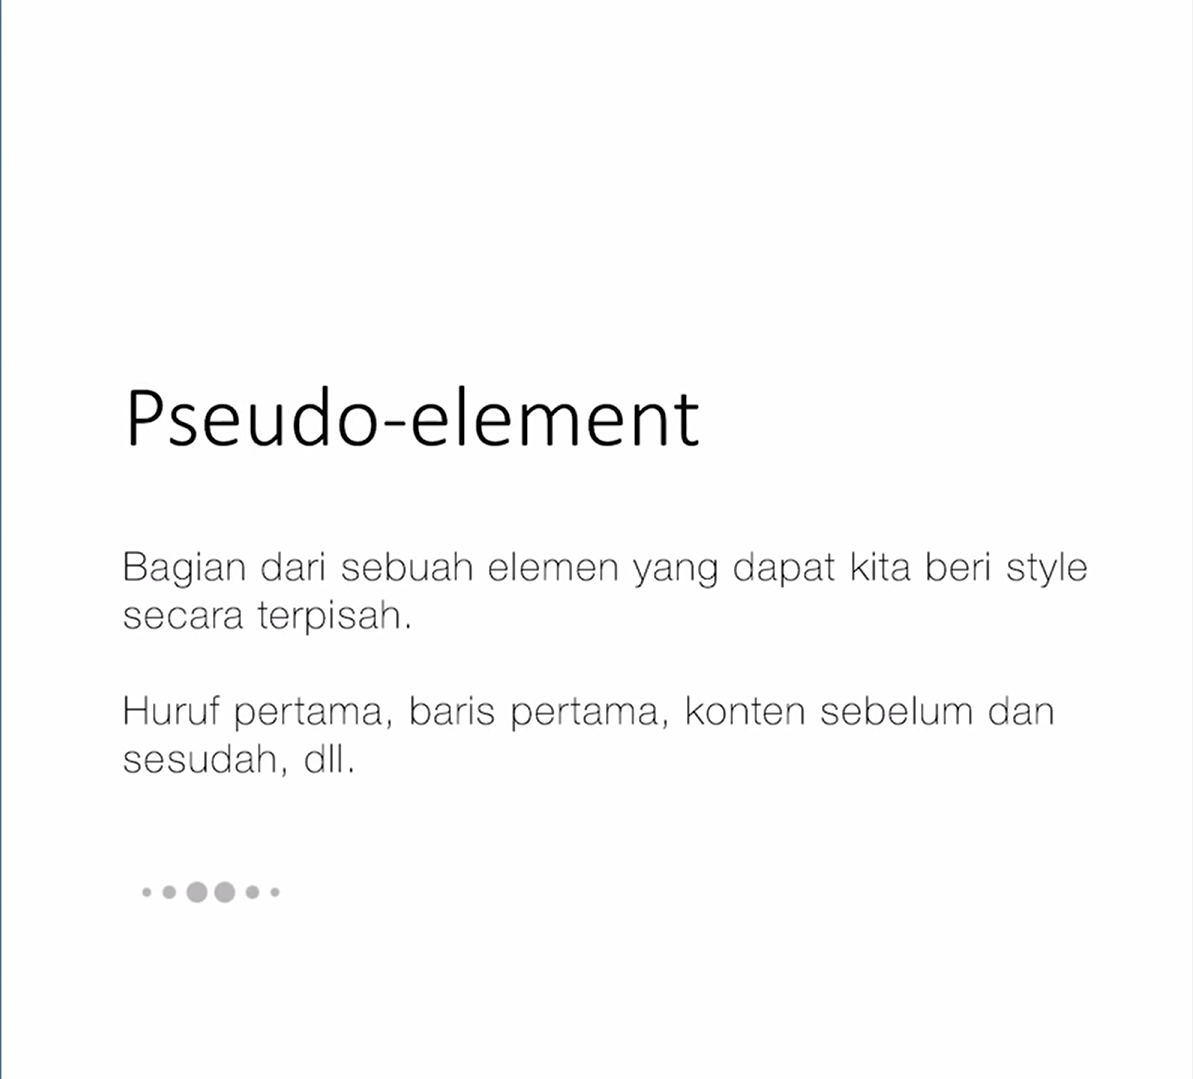 Pseudo-element
Bagian dari sebuah elemen yang dapat kita beri style
secara terpisah.
Huruf pertama, baris pertama, konten sebelum dan
sesudah, dll.